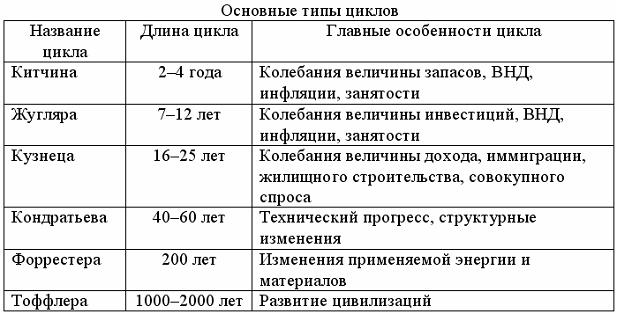 Основные типы циклов
Название цикла | Длина цикла | Главные особенности цикла
Китчина | 2–4 года | Колебания величины запасов, ВНД,
инфляции, занятости
Жугляра | 7–12 лет | Колебания величины инвестиций, ВНД,
инфляции, занятости
Кузнеца | 16–25 лет | Колебания величины дохода, иммиграции,
жилищного строительства, совокупного
спроса
Кондратьева | 40–60 лет | Технический прогресс, структурные
изменения
Форрестера | 200 лет | Изменения применяемой энергии и
материалов
Тоффлера | 1000–2000 лет | Развитие цивилизаций